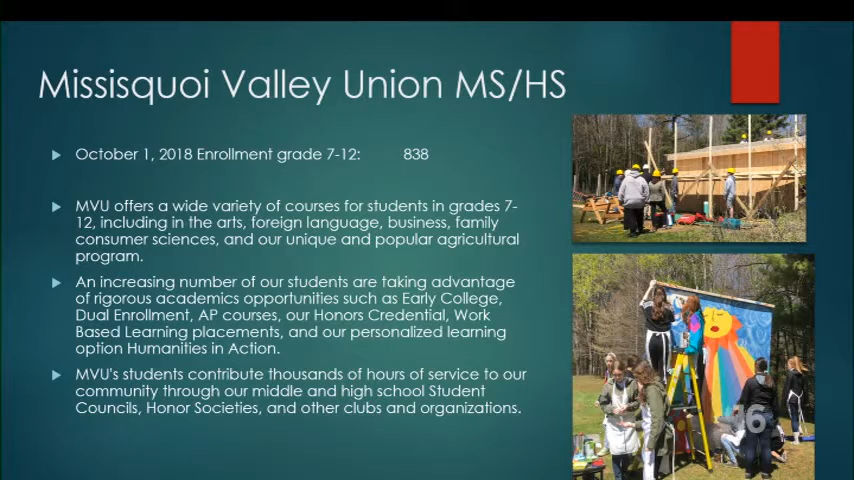 Missisquoi Valley Union MS/HS
October 1, 2018 Enrollment grade 7-12: 838
MVU offers a wide variety of courses for students in grades 7-
12, including in the arts, foreign language, business, family
consumer sciences, and our unique and popular agricultural
program.
An increasing number of our students are taking advantage
of rigorous academics opportunities such as Early College,
Dual Enrollment, AP courses, our Honors Credential, Work
Based Learning placements, and our personalized learning
option Humanities in Action.
MVU's students contribute thousands of hours of service to our
community through our middle and high school Student
Councils, Honor Societies, and other clubs and organizations.
16